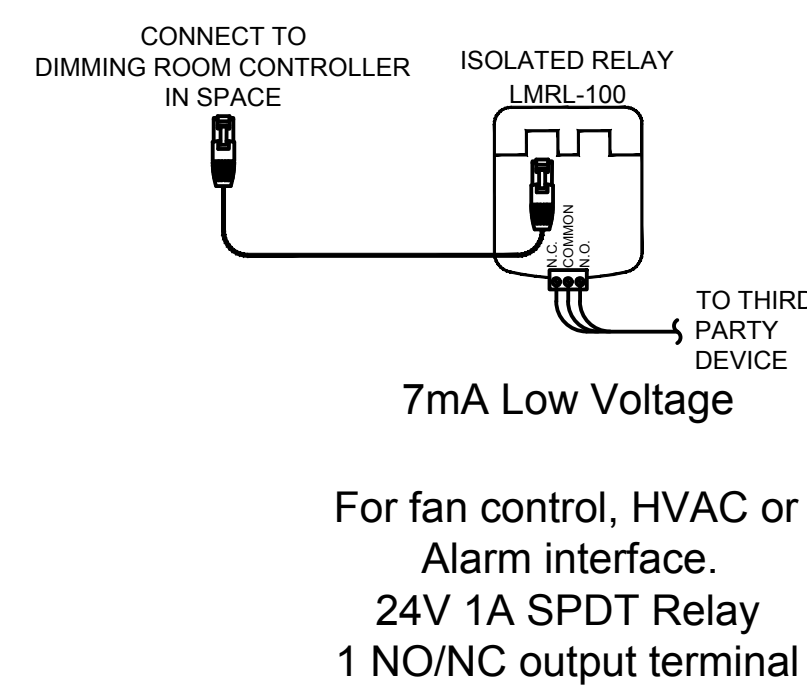 CONNECT TO
DIMMING ROOM CONTROLLER
IN SPACE
ISOLATED RELAY
LMRL-100
N.C.
COMMON
N.O.
TO THIRD
PARTY
DEVICE
7mA Low Voltage
For fan control, HVAC or
Alarm interface.
24V 1A SPDT Relay
1 NO/NC output terminal